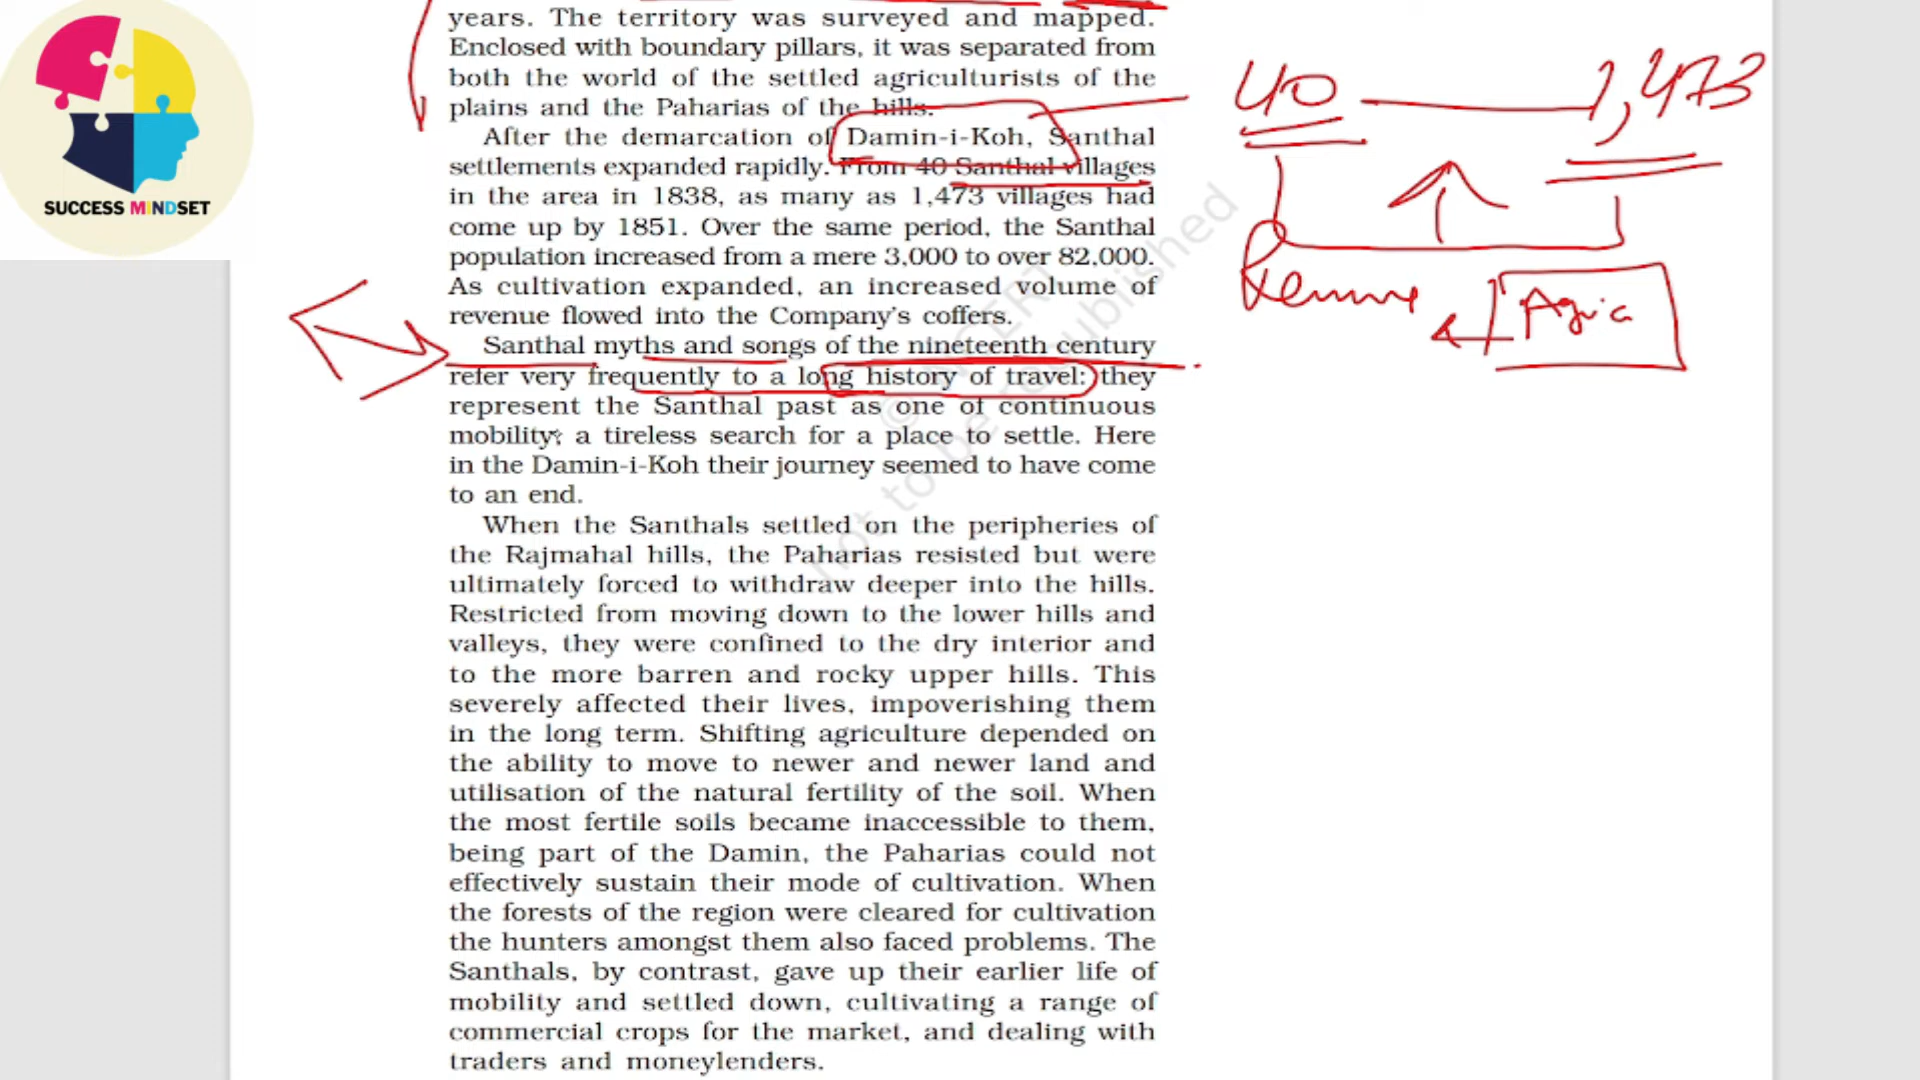 SUCCESS MINDSET
years. The territory was surveyed and mapped.
Enclosed with boundary pillars, it was separated from
both the world of the settled agriculturists of the
plains and the Paharias of the hills.
After the demarcation of Damin-i-Koh, Santhal
settlements expanded rapidly. From 40 Santhal villages
in the area in 1838, as many as 1,473 villages had
come up by 1851. Over the same period, the Santhal
population increased from a mere 3,000 to over 82,000.
As cultivation expanded, an increased volume of
revenue flowed into the Company's coffers.
Santhal myths and songs of the nineteenth century
refer very frequently to a long history of travel: they
represent the Santhal past as one of continuous
mobility, a tireless search for a place to settle. Here
in the Damin-i-Koh their journey seemed to have come
to an end.
When the Santhals settled on the peripheries of
the Rajmahal hills, the Paharias resisted but were
ultimately forced to withdraw deeper into the hills.
Restricted from moving down to the lower hills and
valleys, they were confined to the dry interior and
to the more barren and rocky upper hills. This
severely affected their lives, impoverishing them
in the long term. Shifting agriculture depended on
the ability to move to newer and newer land and
utilisation of the natural fertility of the soil. When
the most fertile soils became inaccessible to them,
being part of the Damin, the Paharias could not
effectively sustain their mode of cultivation. When
the forests of the region were cleared for cultivation
the hunters amongst them also faced problems. The
Santhals, by contrast, gave up their earlier life of
mobility and settled down, cultivating a range of
commercial crops for the market, and dealing with
traders and moneylenders.
© NCERT
not to be republished
40 1,473
Agric